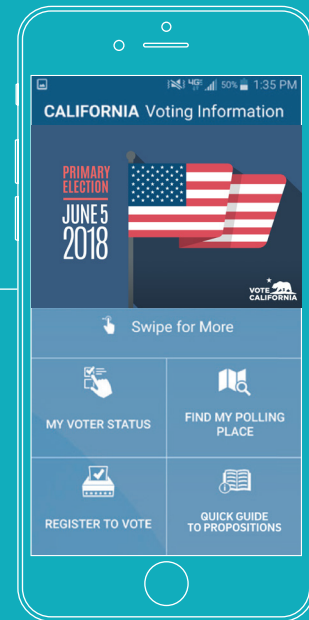 4GE 50% 1:35 PM
CALIFORNIA Voting Information
PRIMARY
ELECTION
JUNE 5
2018
VOTE
CALIFORNIA
Swipe for More
MY VOTER STATUS
FIND MY POLLING
PLACE
REGISTER TO VOTE
QUICK GUIDE
TO PROPOSITIONS